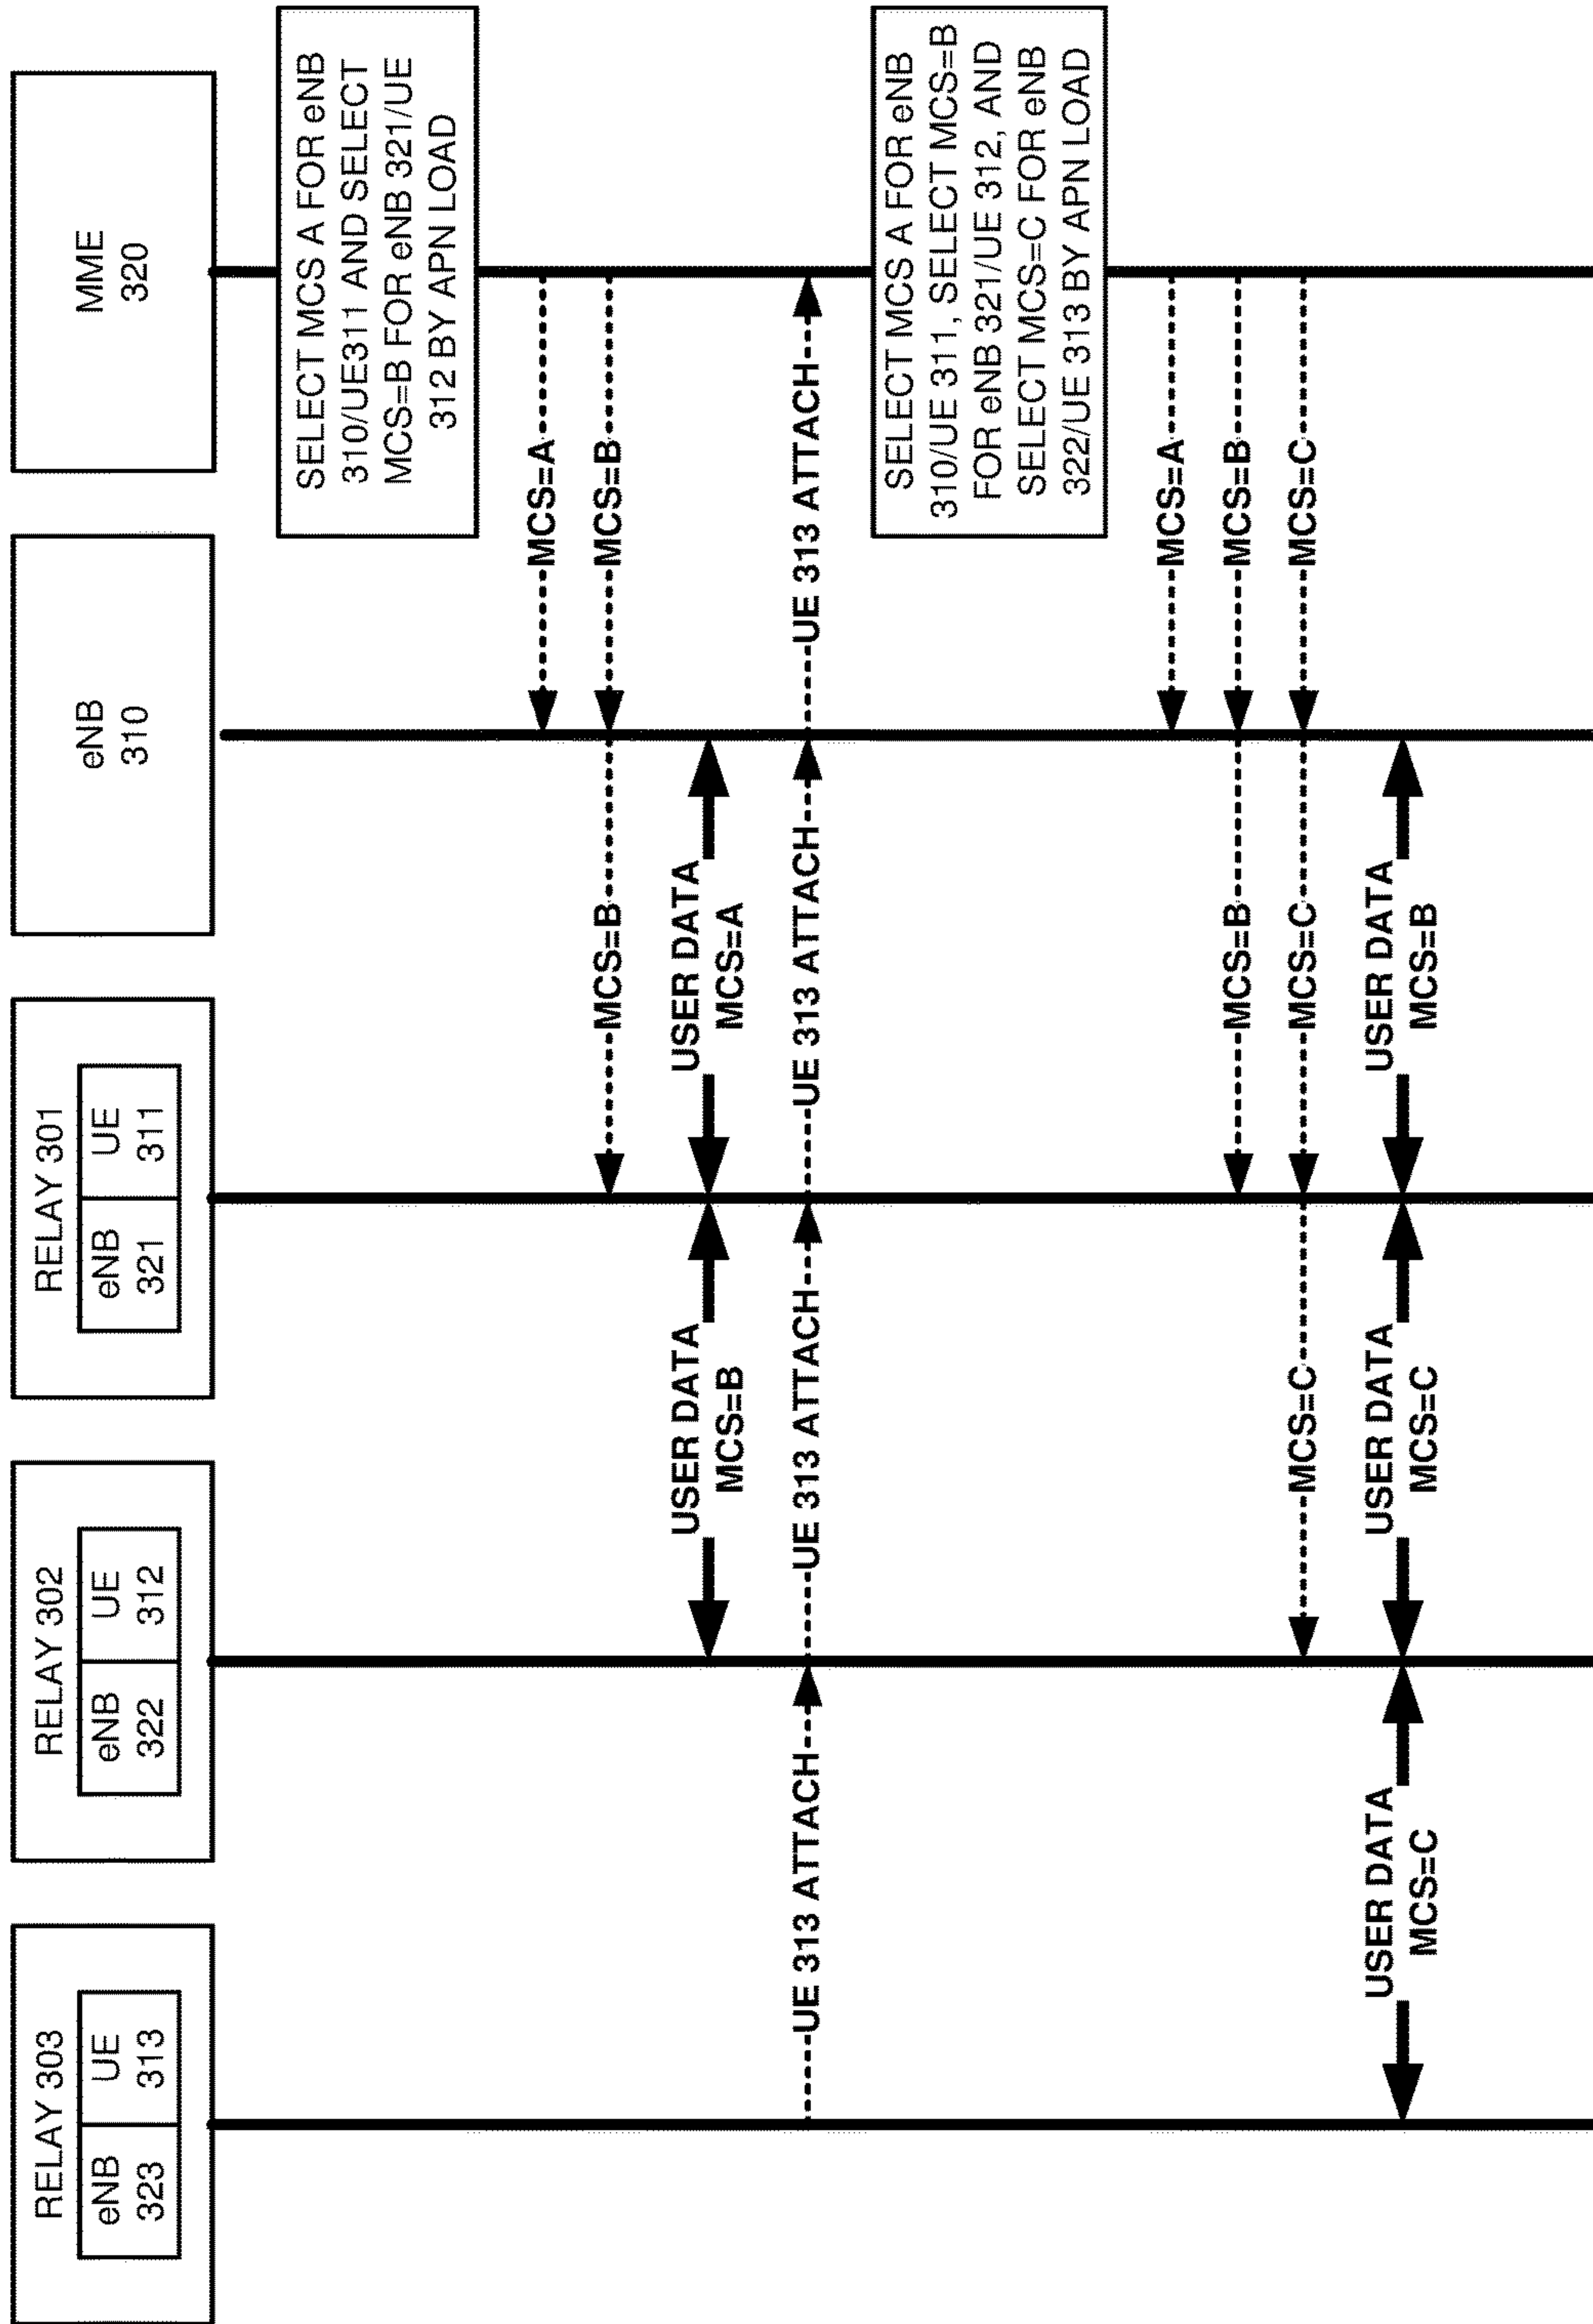 RELAY 303
eNB
323
UE
313
RELAY 302
eNB
322
UE
312
RELAY 301
eNB
321
UE
311
eNB
310
MME
320
SELECT MCS A FOR eNB
310/UE311 AND SELECT
MCS=B FOR eNB 321/UE
312 BY APN LOAD
MCS=A
MCS=B
MCS=B
USER DATA
MCS=B
USER DATA
MCS=A
UE 313 ATTACH
UE 313 ATTACH
UE 313 ATTACH
UE 313 ATTACH
SELECT MCS A FOR eNB
310/UE 311, SELECT MCS=B
FOR eNB 321/UE 312, AND
SELECT MCS=C FOR eNB
322/UE 313 BY APN LOAD
MCS=A
MCS=B
MCS=B
MCS=C
MCS=C
MCS=C
USER DATA
MCS=C
USER DATA
MCS=C
USER DATA
MCS=B